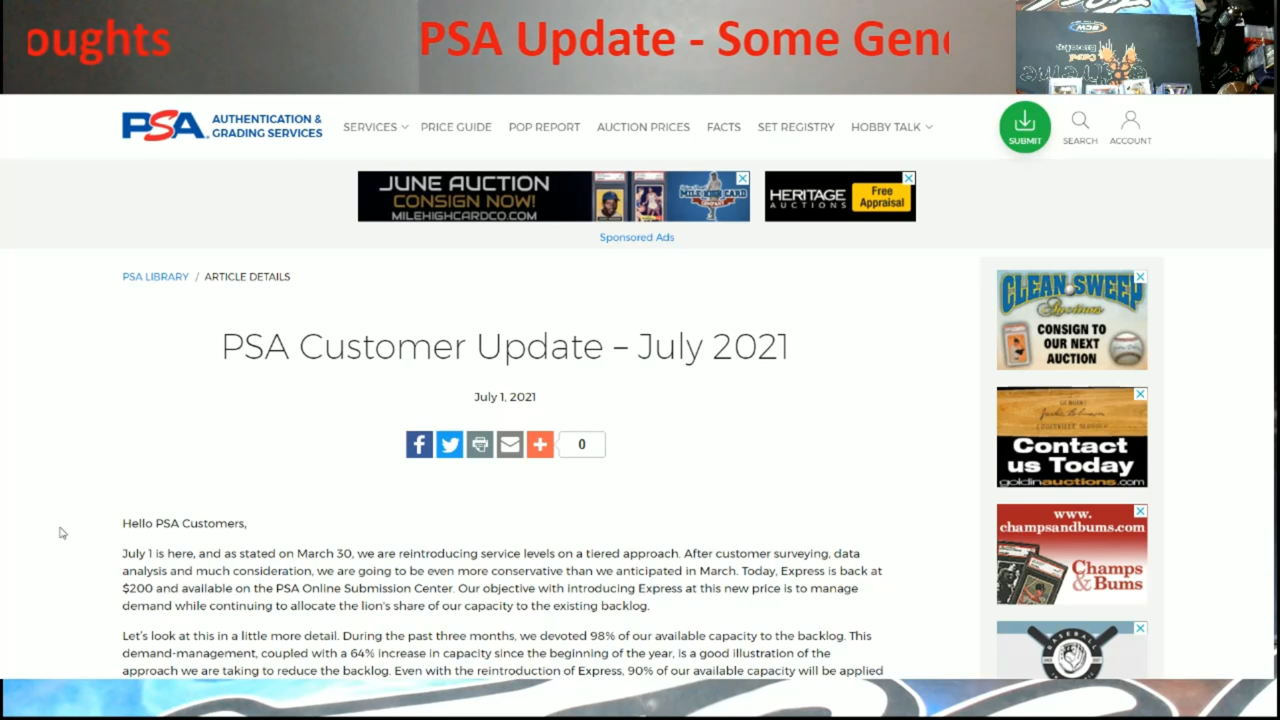 oughts PSA Update - Some Gen
BCW
PSA AUTHENTICATION &
GRADING SERVICES
SERVICES PRICE GUIDE POP REPORT AUCTION PRICES FACTS SET REGISTRY HOBBY TALK
SUBMIT SEARCH ACCOUNT
JUNE AUCTION
CONSIGN NOW!
MILEHIGHCARDCO.COM
MILE HIGH CARD
COMPANY
HERITAGE
AUCTIONS
Free
Appraisal
Sponsored Ads
PSA LIBRARY / ARTICLE DETAILS
PSA Customer Update – July 2021
July 1, 2021
0
Hello PSA Customers,
July 1 is here, and as stated on March 30, we are reintroducing service levels on a tiered approach. After customer surveying, data
analysis and much consideration, we are going to be even more conservative than we anticipated in March. Today, Express is back at
$200 and available on the PSA Online Submission Center. Our objective with introducing Express at this new price is to manage
demand while continuing to allocate the lion's share of our capacity to the existing backlog.
Let's look at this in a little more detail. During the past three months, we devoted 98% of our available capacity to the backlog. This
demand-management, coupled with a 64% increase in capacity since the beginning of the year, is a good illustration of the
approach we are taking to reduce the backlog. Even with the reintroduction of Express, 90% of our available capacity will be applied
CLEAN SWEEP
Auctions
CONSIGN TO
OUR NEXT
AUCTION
Contact
us Today
goldinauctions.com
www.
champsandbums.com
Champs
& Bums
BASEBALL